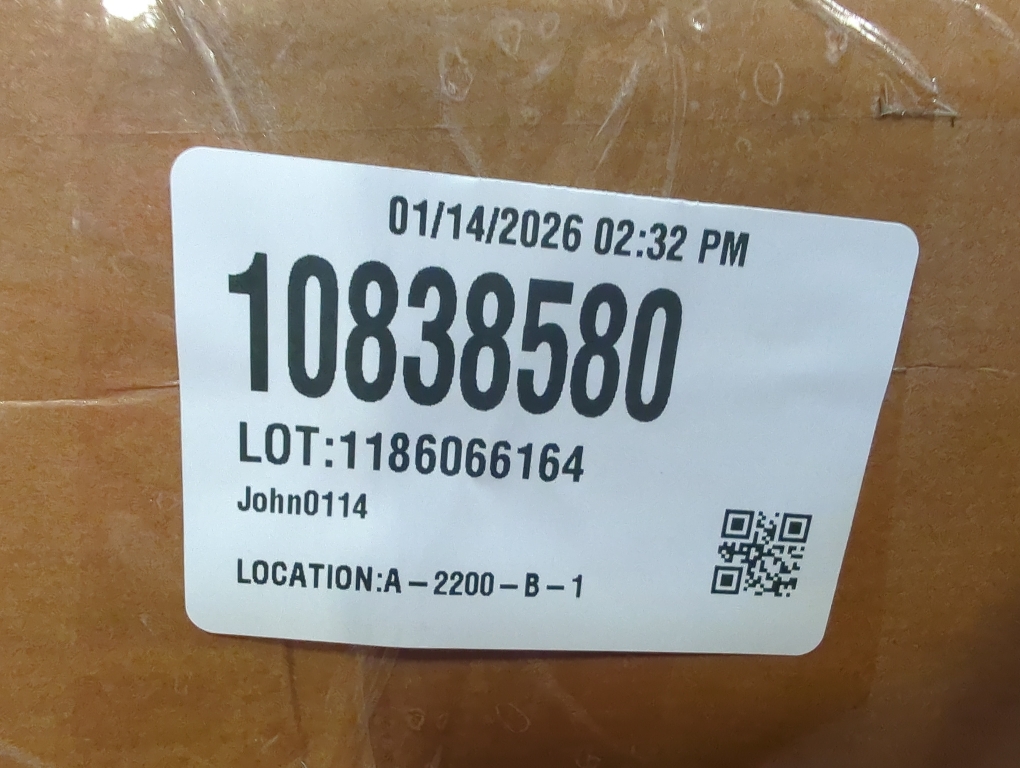 01/14/2026 02:32 PM
10838580
LOT:1186066164
John0114
LOCATION:A-2200-B-1